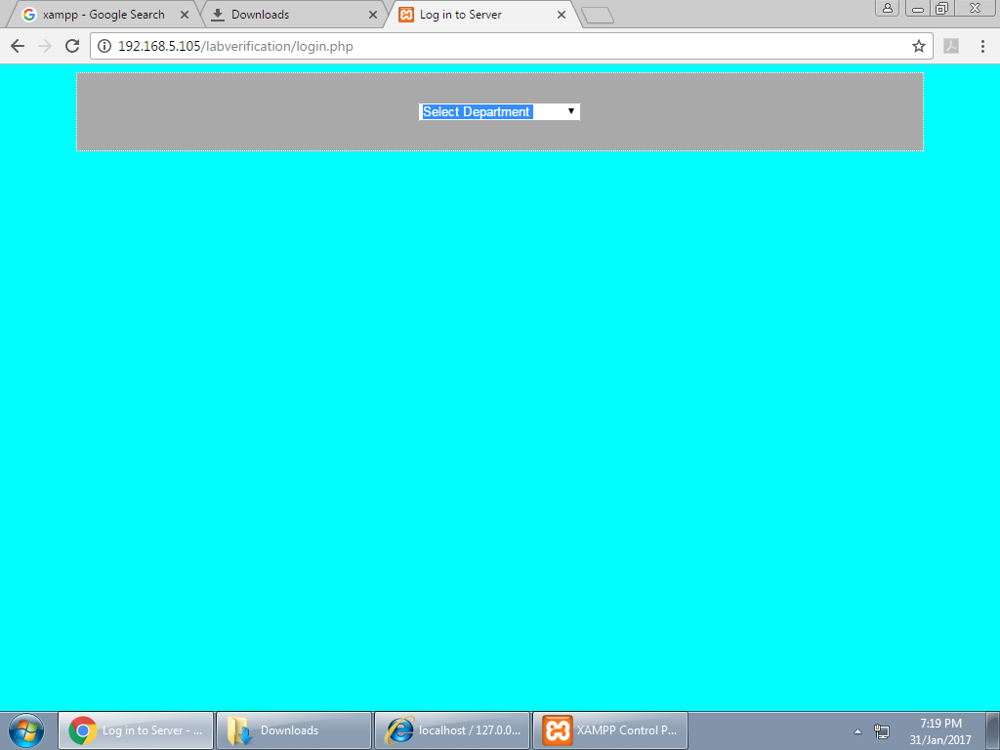 xampp - Google Search
Downloads
Log in to Server
192.168.5.105/labverification/login.php
Select Department
Log in to Server - ...
Downloads
localhost / 127.0.0...
XAMPP Control P...
7:19 PM
31/Jan/2017